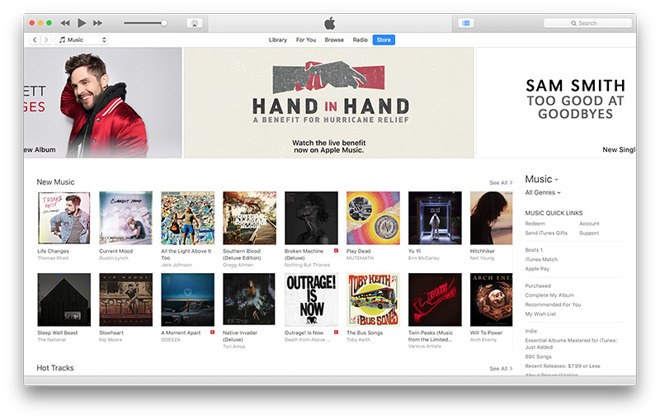 Search
Music
Library For You Browse Radio Store
ETT
GES
ew Album
HAND IN HAND
A BENEFIT FOR HURRICANE RELIEF
Watch the live benefit
now on Apple Music.
SAM SMITH
TOO GOOD AT
GOODBYES
New Singl
New Music
See All >
Life Changes
Thomas Rhett
Current Mood
Dustin Lynch
All the Light Above It
Too
Jack Johnson
Southern Blood
(Deluxe Edition)
Gregg Allman
Broken Machine
(Deluxe)
Nothing But Thieves
Play Dead
MUTEMATH
Yu Yi
Erin McCarley
Hitchhiker
Neil Young
OUTRAGE!
IS
NOW
TOBY KEITH
THE BUS SONGS
ARCH EN
Sleep Well Beast
The National
Slowheart
Kip Moore
A Moment Apart
ODESZA
Native Invader
(Deluxe)
Tori Amos
Outrage! Is Now
Death from Above...
The Bus Songs
Toby Keith
Twin Peaks (Music
from the Limited...
Various Artists
Will To Power
Arch Enemy
Hot Tracks
See All >
Music
All Genres
MUSIC QUICK LINKS
Redeem Account
Send iTunes Gifts Support
Beats 1
iTunes Match
Apple Pay
Purchased
Complete My Album
Recommended For You
My Wish List
Indie
Essential Albums Mastered for iTunes:
Just Added
69¢ Songs
Recent Releases: $7.99 or Less
About Personalization